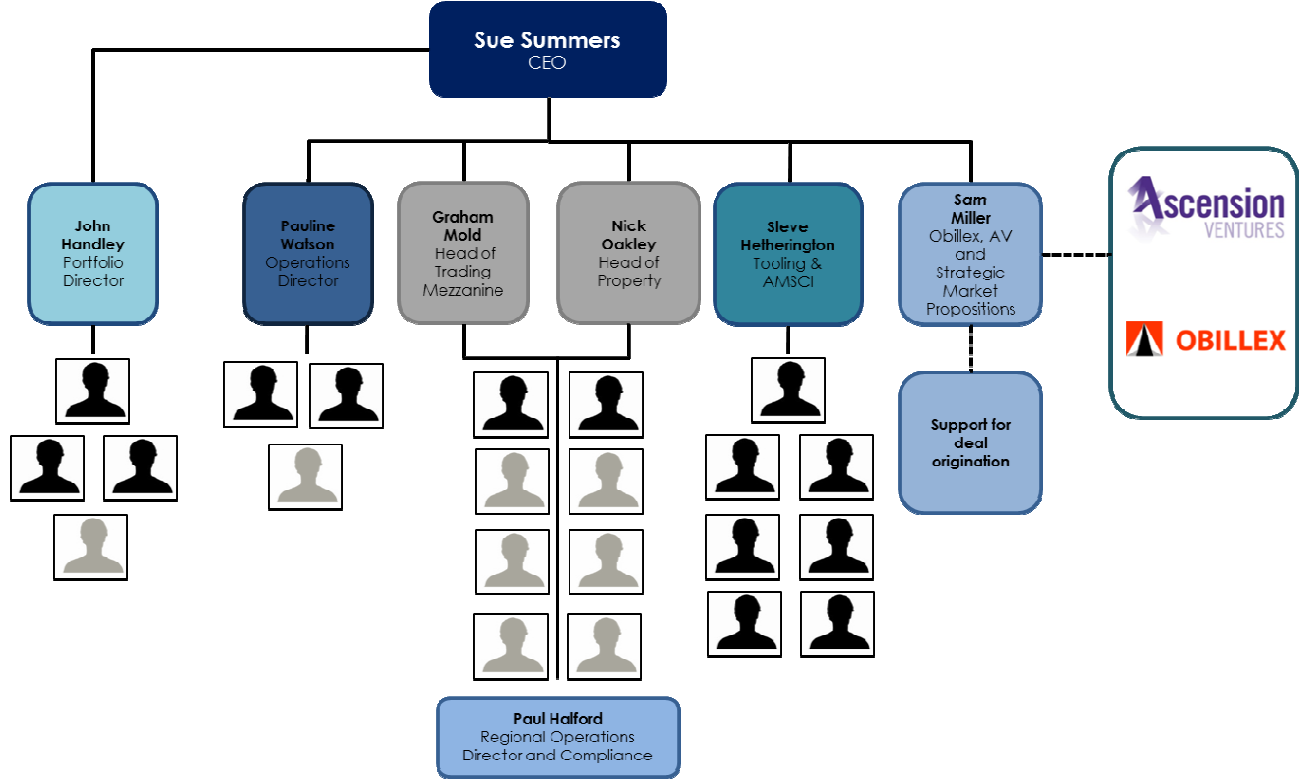 Sue Summers
CEO
John
Handley
Portfolio
Director
Pauline
Watson
Operations
Director
Graham
Mold
Head of
Trading
Mezzanine
Nick
Oakley
Head of
Property
Steve
Hetherington
Tooling &
AMSCI
Sam
Miller
Obillex, AV
and
Strategic
Market
Propositions
Ascension
VENTURES
OBILLEX
Support for
deal
origination
Paul Halford
Regional Operations
Director and Compliance